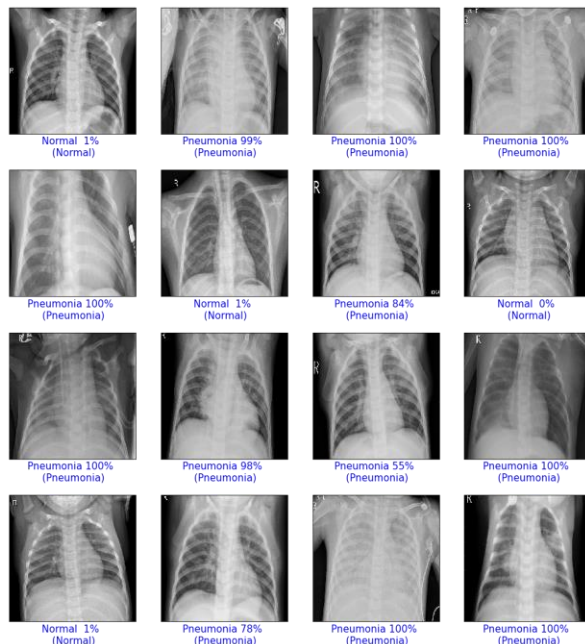 Normal 1%
(Normal)
Pneumonia 99%
(Pneumonia)
Pneumonia 100%
(Pneumonia)
Pneumonia 100%
(Pneumonia)
R
R
Pneumonia 100%
(Pneumonia)
Normal 1%
(Normal)
Pneumonia 84%
(Pneumonia)
Normal 0%
(Normal)
R
Pneumonia 100%
(Pneumonia)
Pneumonia 98%
(Pneumonia)
Pneumonia 55%
(Pneumonia)
Pneumonia 100%
(Pneumonia)
R
Normal 1%
(Normal)
Pneumonia 78%
(Pneumonia)
Pneumonia 100%
(Pneumonia)
Pneumonia 100%
(Pneumonia)